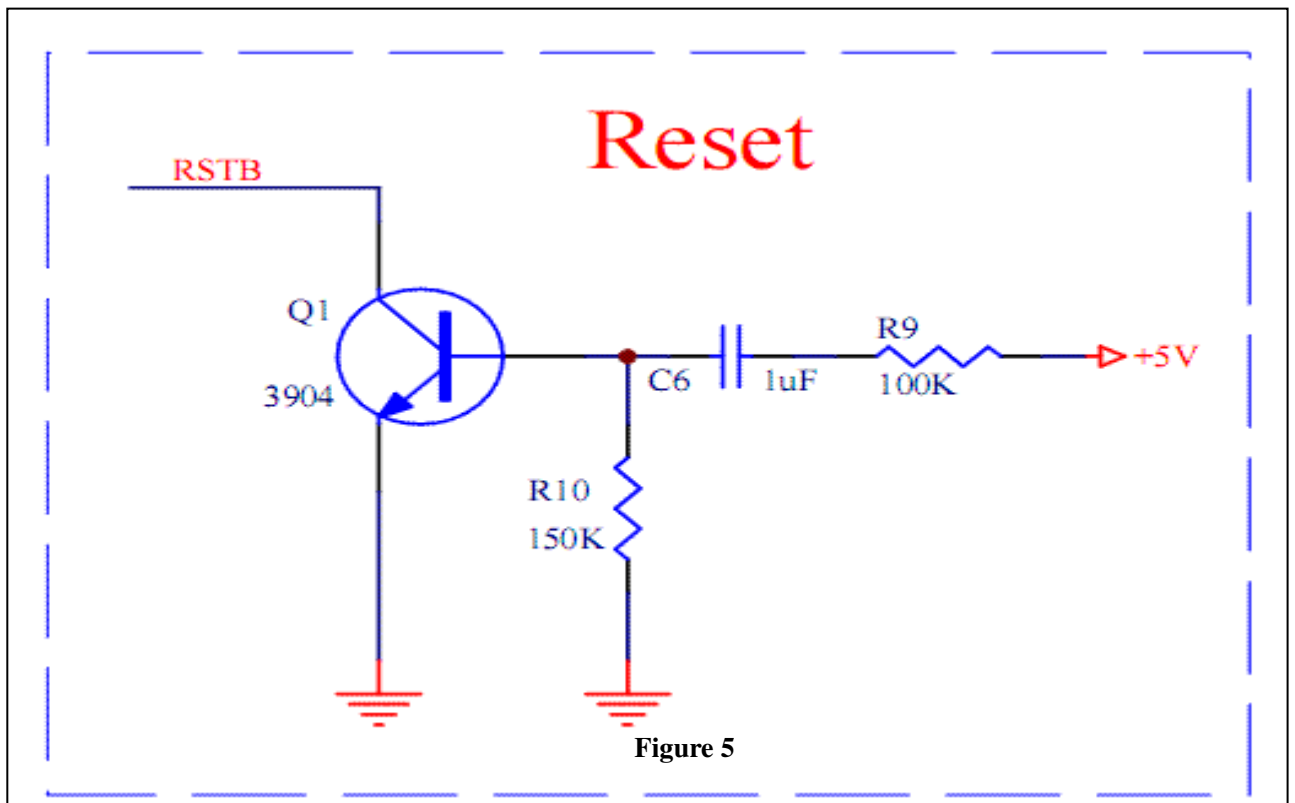 Reset
RSTB
Q1
3904
C6
1uF
R9
100K
+5V
R10
150K
Figure 5